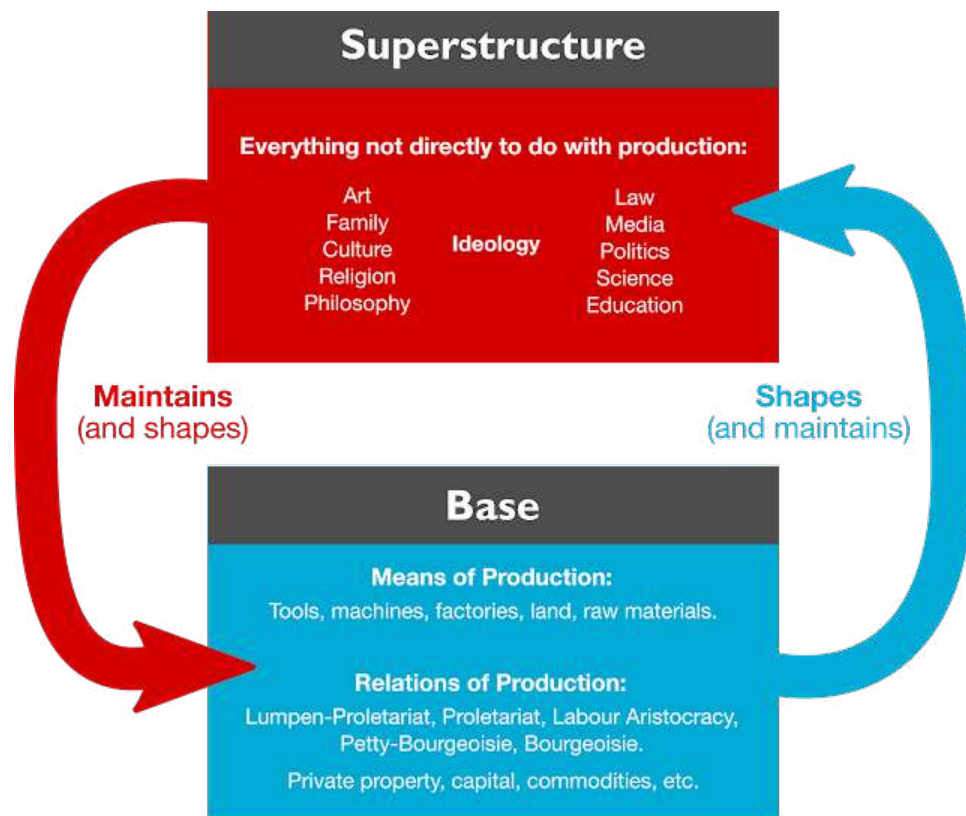 Superstructure
Everything not directly to do with production:
Art
Family
Culture
Religion
Philosophy
Ideology
Law
Media
Politics
Science
Education
Maintains
(and shapes)
Shapes
(and maintains)
Base
Means of Production:
Tools, machines, factories, land, raw materials.
Relations of Production:
Lumpen-Proletariat, Proletariat, Labour Aristocracy,
Petty-Bourgeoisie, Bourgeoisie.
Private property, capital, commodities, etc.